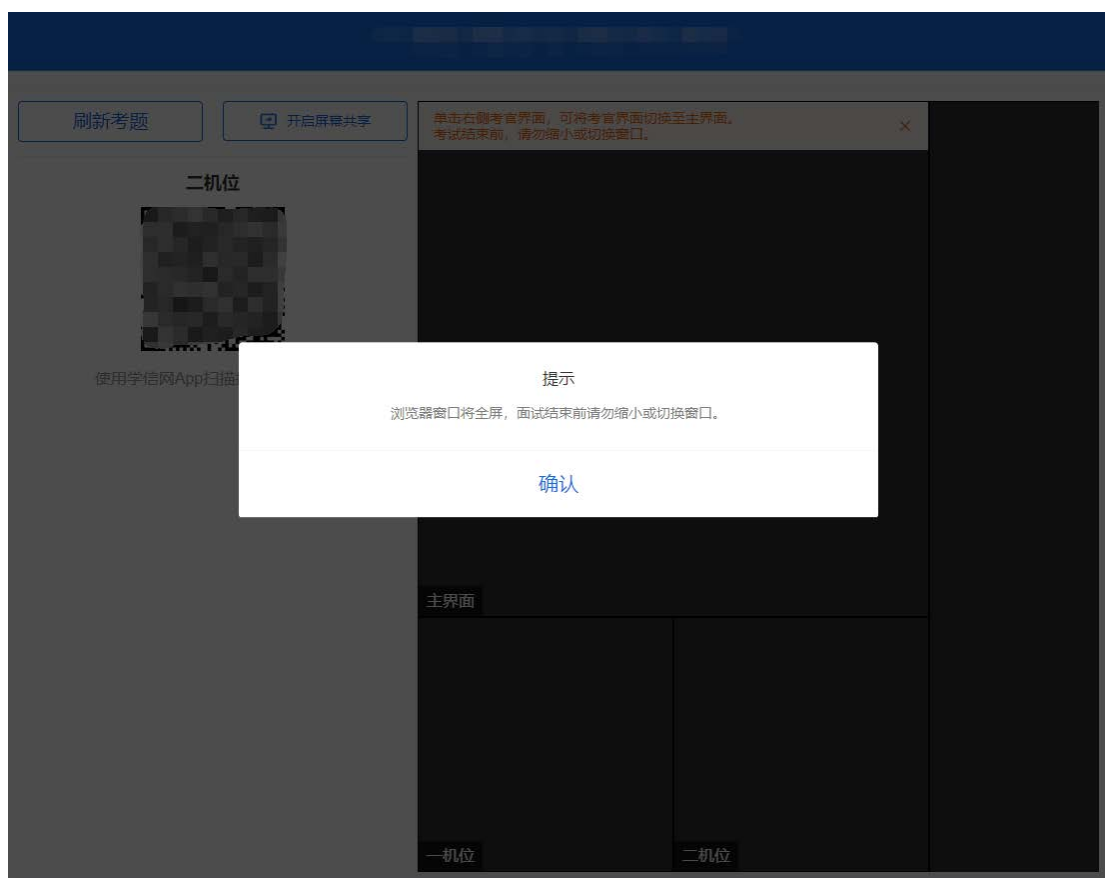 刷新考题
开启屏幕共享
单击右侧考官界面，可将考官界面切换至主界面。
考试结束前，请勿缩小或切换窗口。
二机位
使用学信网App扫描
提示
浏览器窗口将全屏，面试结束前请勿缩小或切换窗口。
确认
主界面
一机位
二机位